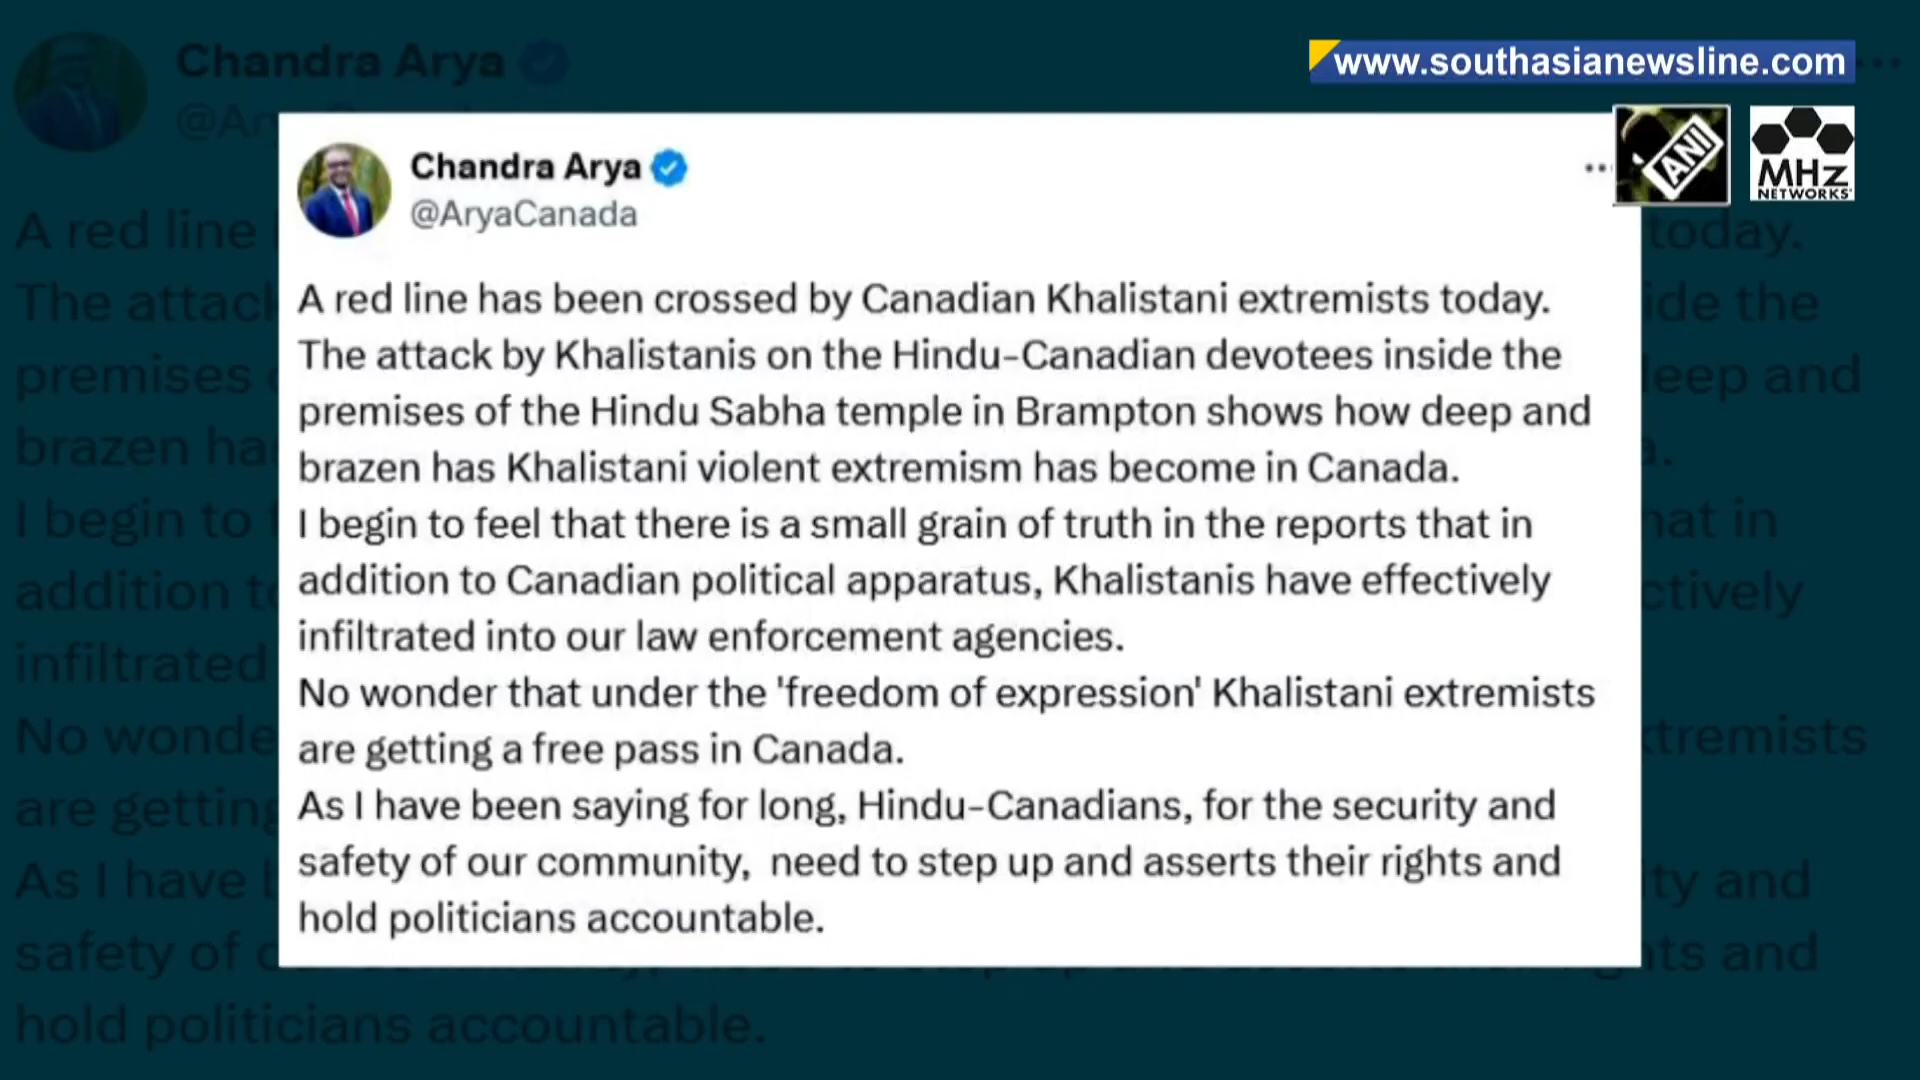 www.southasianewsline.com
ANI
MHz
NETWORKS
Chandra Arya
@AryaCanada
A red line has been crossed by Canadian Khalistani extremists today.
The attack by Khalistanis on the Hindu-Canadian devotees inside the
premises of the Hindu Sabha temple in Brampton shows how deep and
brazen has Khalistani violent extremism has become in Canada.
I begin to feel that there is a small grain of truth in the reports that in
addition to Canadian political apparatus, Khalistanis have effectively
infiltrated into our law enforcement agencies.
No wonder that under the 'freedom of expression' Khalistani extremists
are getting a free pass in Canada.
As I have been saying for long, Hindu-Canadians, for the security and
safety of our community,  need to step up and asserts their rights and
hold politicians accountable.